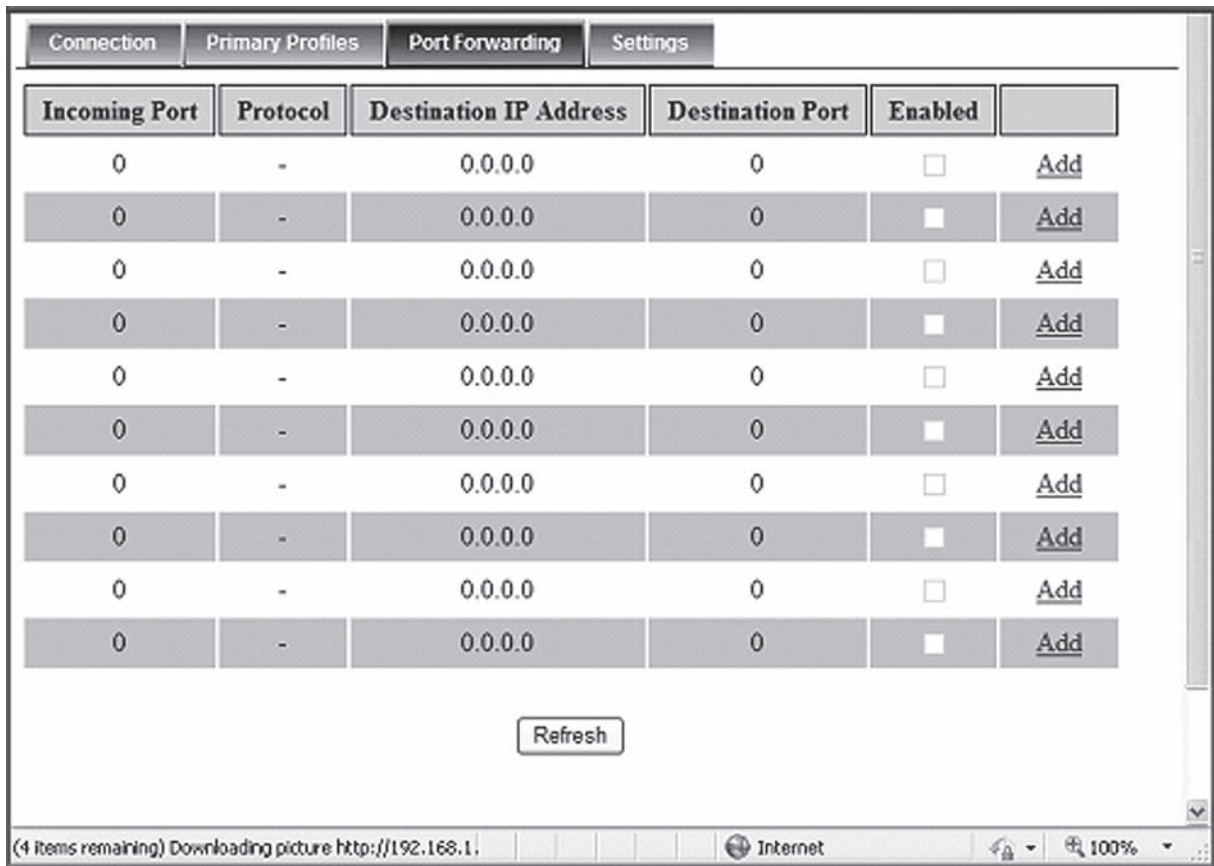 Connection Primary Profiles Port Forwarding Settings
Incoming Port Protocol Destination IP Address Destination Port Enabled
0 - 0.0.0.0 0 Add
0 - 0.0.0.0 0 Add
0 - 0.0.0.0 0 Add
0 - 0.0.0.0 0 Add
0 - 0.0.0.0 0 Add
0 - 0.0.0.0 0 Add
0 - 0.0.0.0 0 Add
0 - 0.0.0.0 0 Add
0 - 0.0.0.0 0 Add
0 - 0.0.0.0 0 Add
Refresh
(4 items remaining) Downloading picture http://192.168.1. Internet 100%